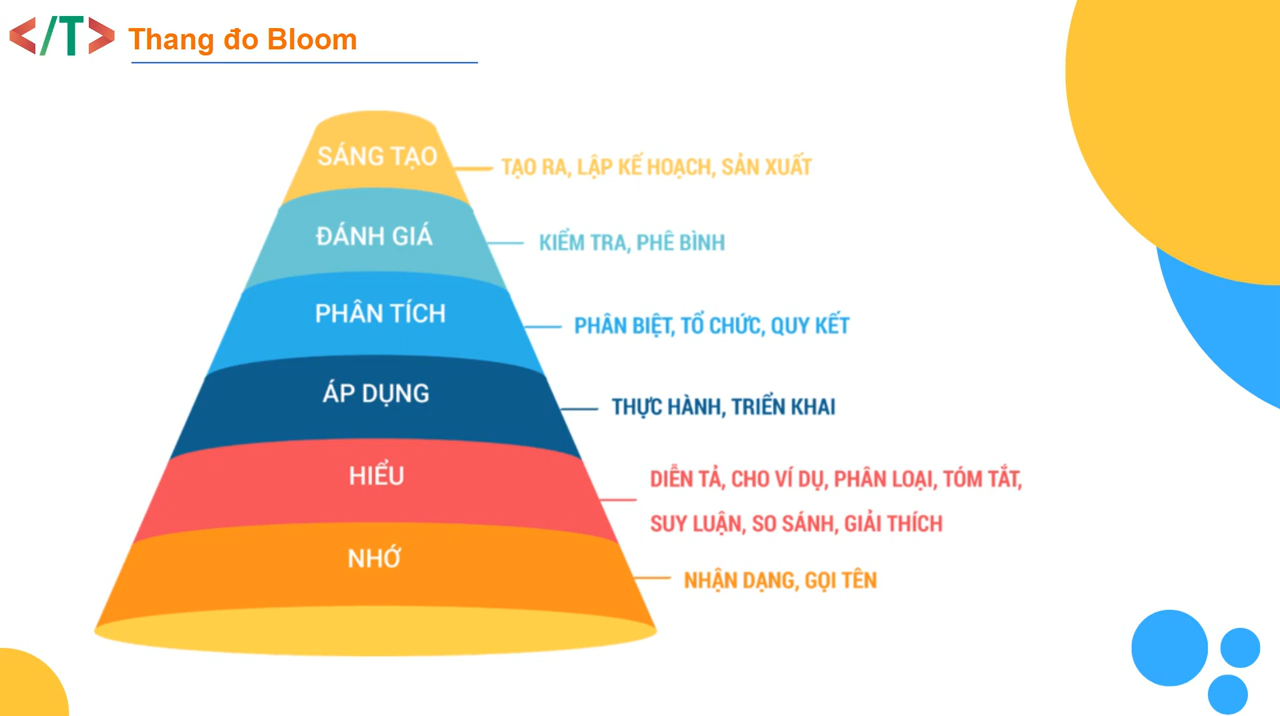 </T> Thang đo Bloom
SÁNG TẠO
TẠO RA, LẬP KẾ HOẠCH, SẢN XUẤT
ĐÁNH GIÁ
KIỂM TRA, PHÊ BÌNH
PHÂN TÍCH
PHÂN BIỆT, TỔ CHỨC, QUY KẾT
ÁP DỤNG
THỰC HÀNH, TRIỂN KHAI
HIỂU
DIỄN TẢ, CHO VÍ DỤ, PHÂN LOẠI, TÓM TẮT,
SUY LUẬN, SO SÁNH, GIẢI THÍCH
NHỚ
NHẬN DẠNG, GỌI TÊN